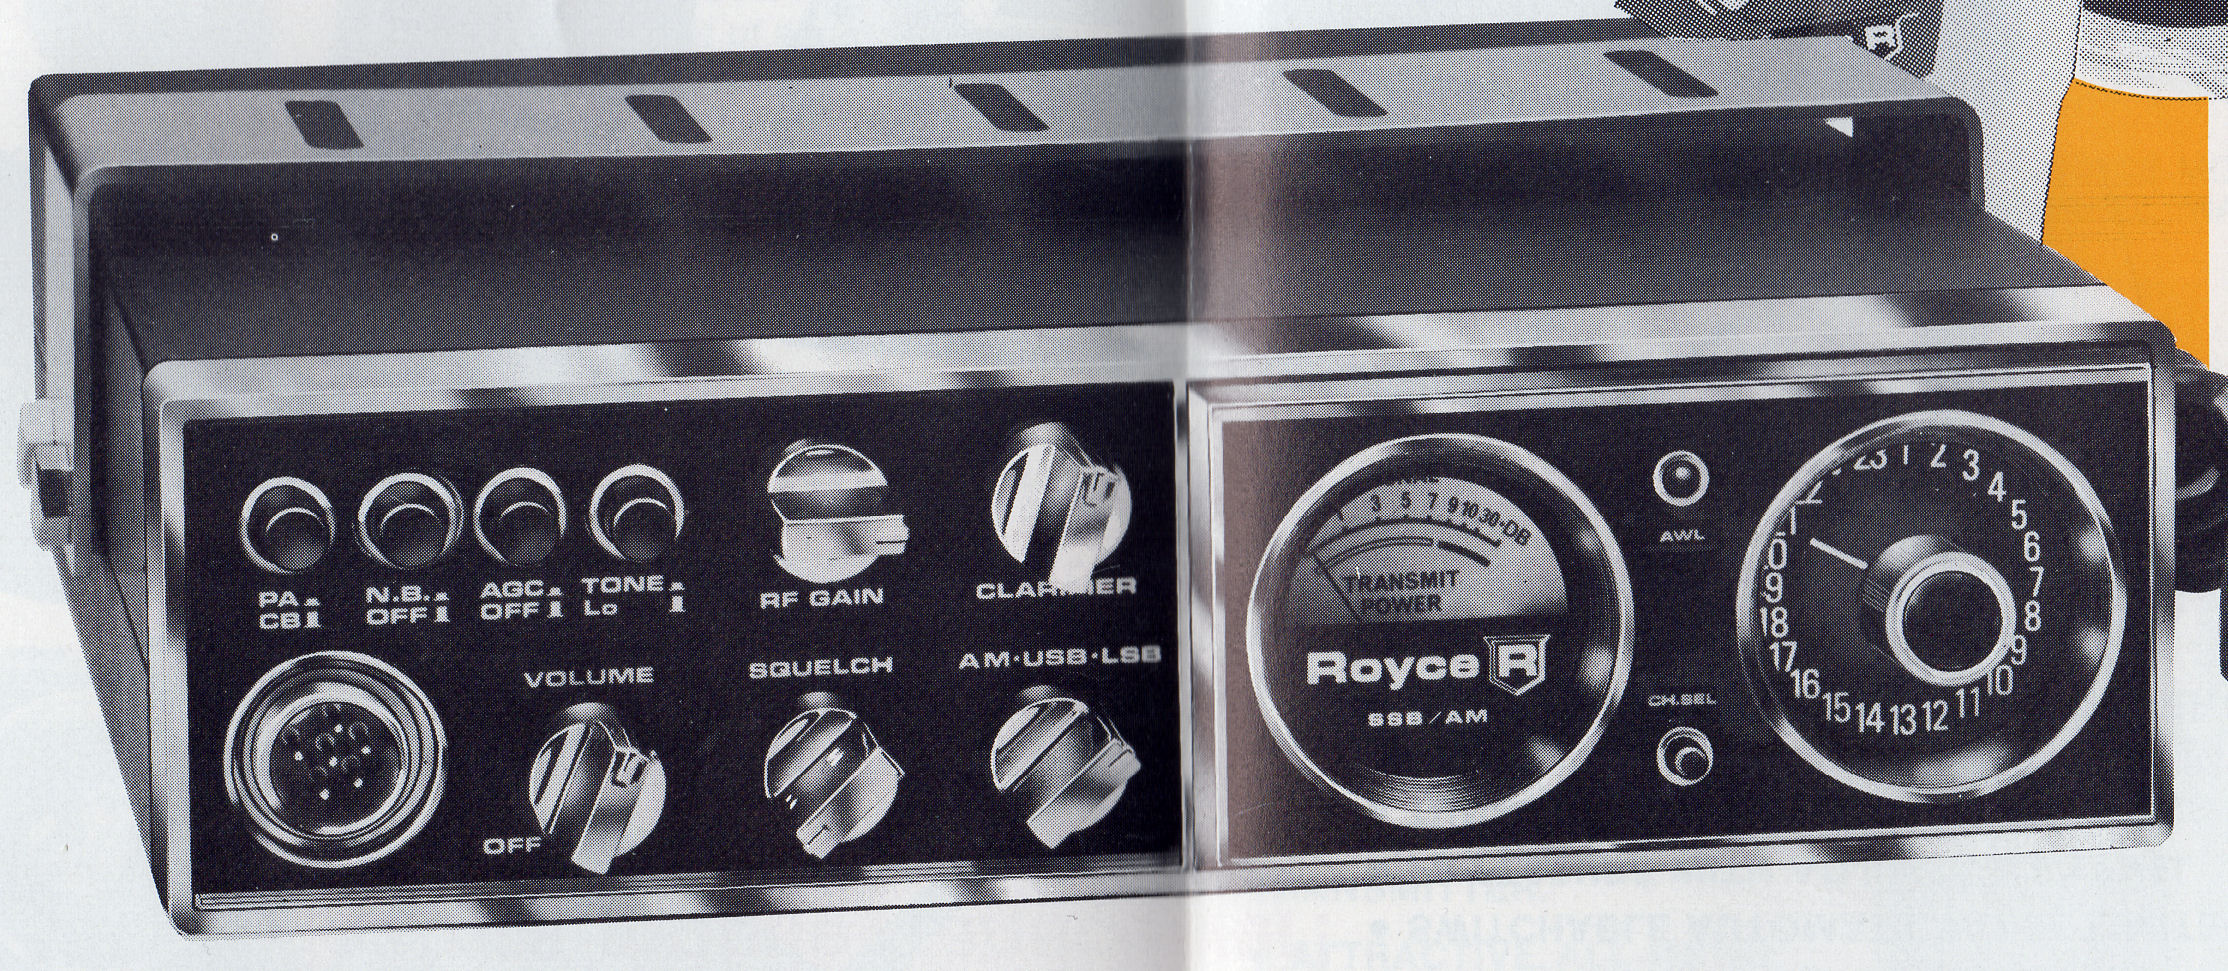 R
PA
CB
N.B.
OFF
AGC
OFF
TONE
Lo
RF GAIN
CLARIFIER
VOLUME
OFF
SQUELCH
AM·USB·LSB
1 3 5 7 9 10 30·DB
TRANSMIT
POWER
Royce R
SSB/AM
AWL
CH.SEL
23 1 2 3 4 5 6 7 8 9 10 11 12 13 14 15 16 17 18